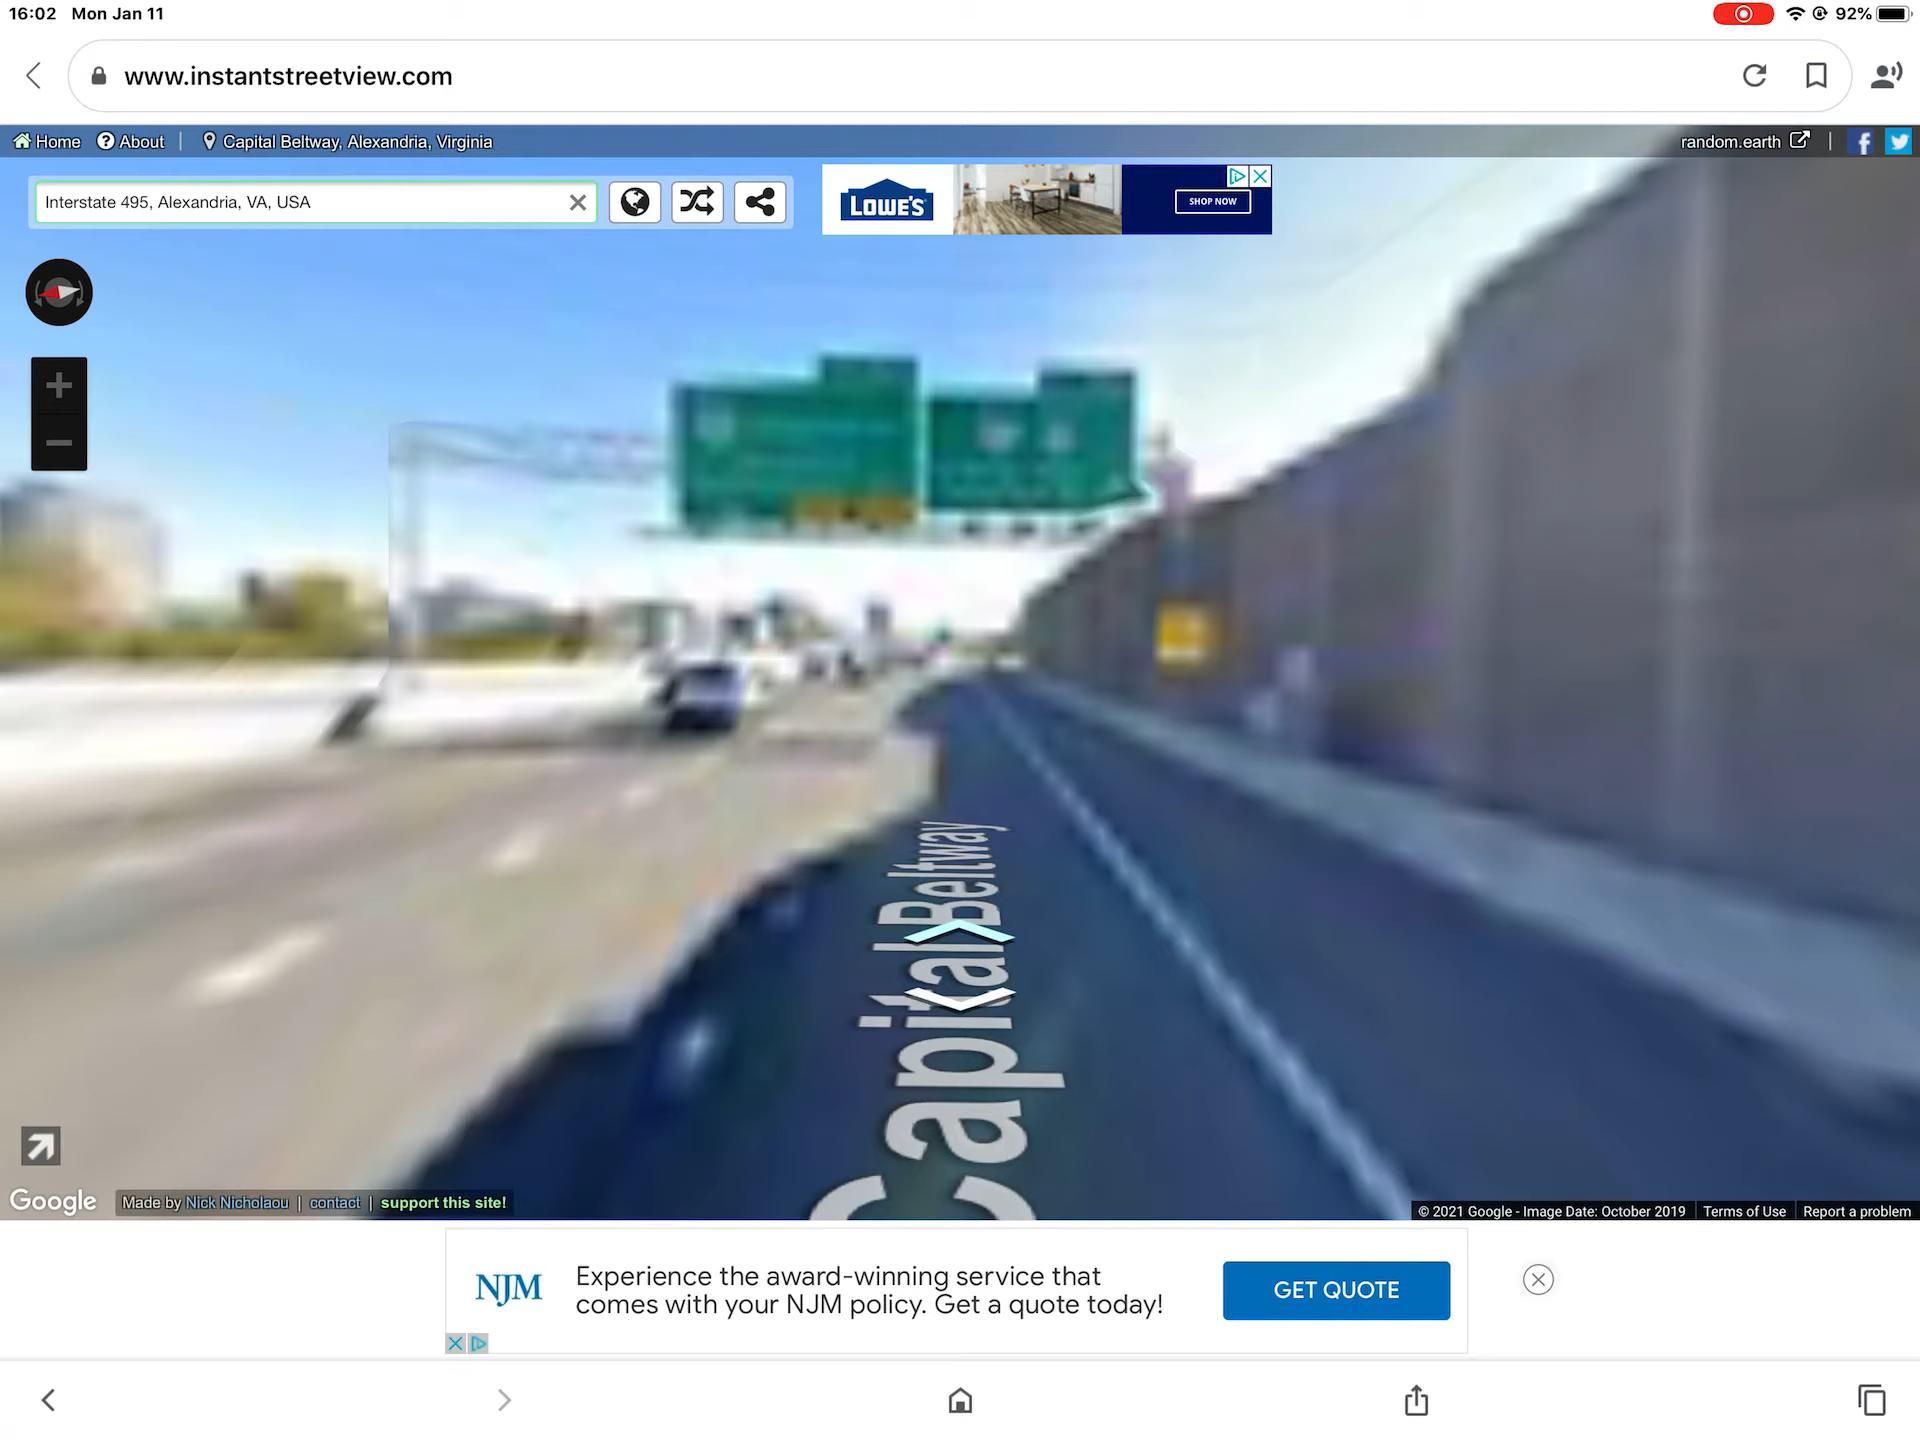 16:02 Mon Jan 11
92%
www.instantstreetview.com
Home About | Capital Beltway, Alexandria, Virginia
random.earth |
Interstate 495, Alexandria, VA, USA
LOWE'S
SHOP NOW
Capital Beltway
Google
Made by Nick Nicholaou | contact | support this site!
© 2021 Google - Image Date: October 2019 Terms of Use Report a problem
NJM
Experience the award-winning service that
comes with your NJM policy. Get a quote today!
GET QUOTE